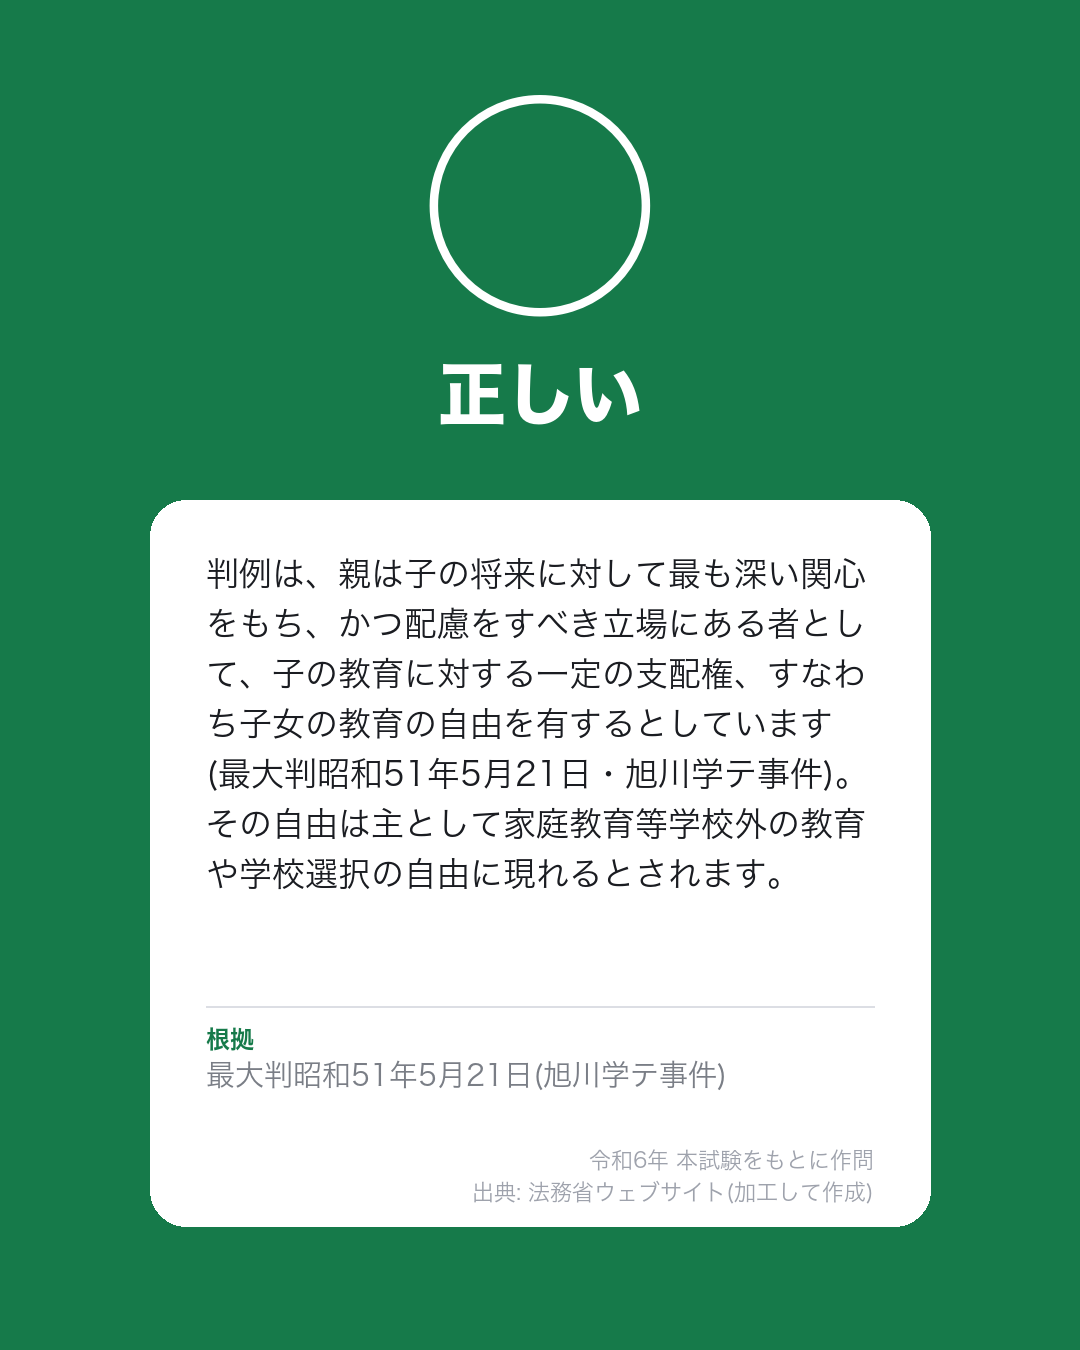 正しい
判例は、親は子の将来に対して最も深い関心
をもち、かつ配慮をすべき立場にある者とし
て、子の教育に対する一定の支配権、すなわ
ち子女の教育の自由を有するとしています
(最大判昭和51年5月21日・旭川学テ事件)。
その自由は主として家庭教育等学校外の教育
や学校選択の自由に現れるとされます。
根拠
最大判昭和51年5月21日(旭川学テ事件)
令和6年 本試験をもとに作問
出典: 法務省ウェブサイト(加工して作成)